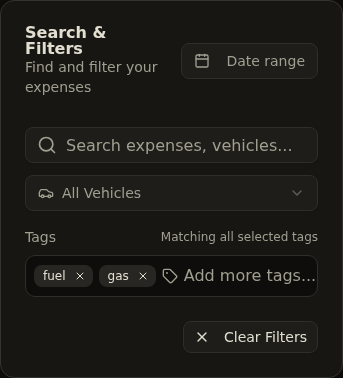 Search &
Filters
Find and filter your
expenses
Date range
Search expenses, vehicles...
All Vehicles
Tags
Matching all selected tags
fuel
gas
Add more tags...
Clear Filters